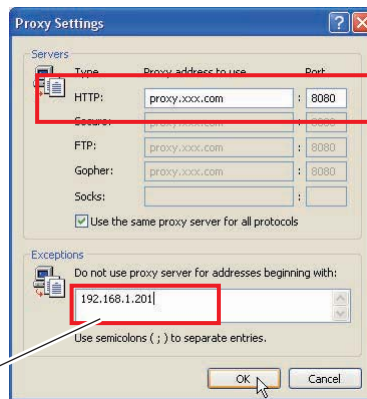 Proxy Settings
Servers
Type Proxy address to use Port
HTTP: proxy.xxx.com : 8080
Secure: proxy.xxx.com : 8080
FTP: proxy.xxx.com : 8080
Gopher: proxy.xxx.com : 8080
Socks: :
Use the same proxy server for all protocols
Exceptions
Do not use proxy server for addresses beginning with:
192.168.1.201
Use semicolons ( ; ) to separate entries.
OK Cancel